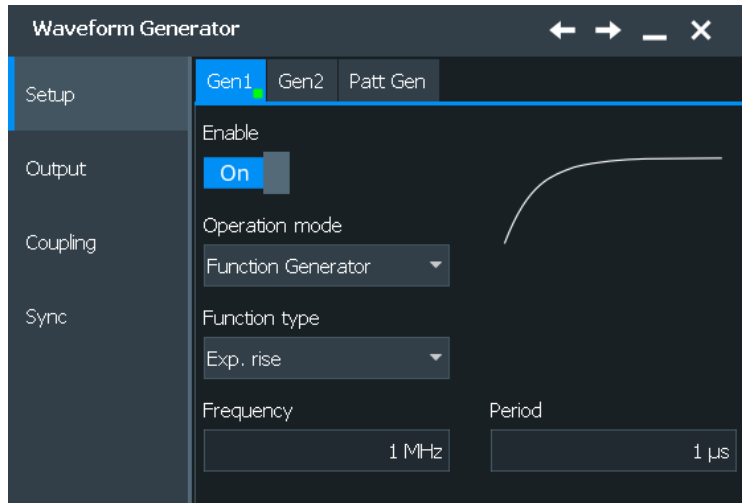 Waveform Generator
Setup
Output
Coupling
Sync
Gen1 Gen2 Patt Gen
Enable
On
Operation mode
Function Generator
Function type
Exp. rise
Frequency Period
1 MHz 1 µs